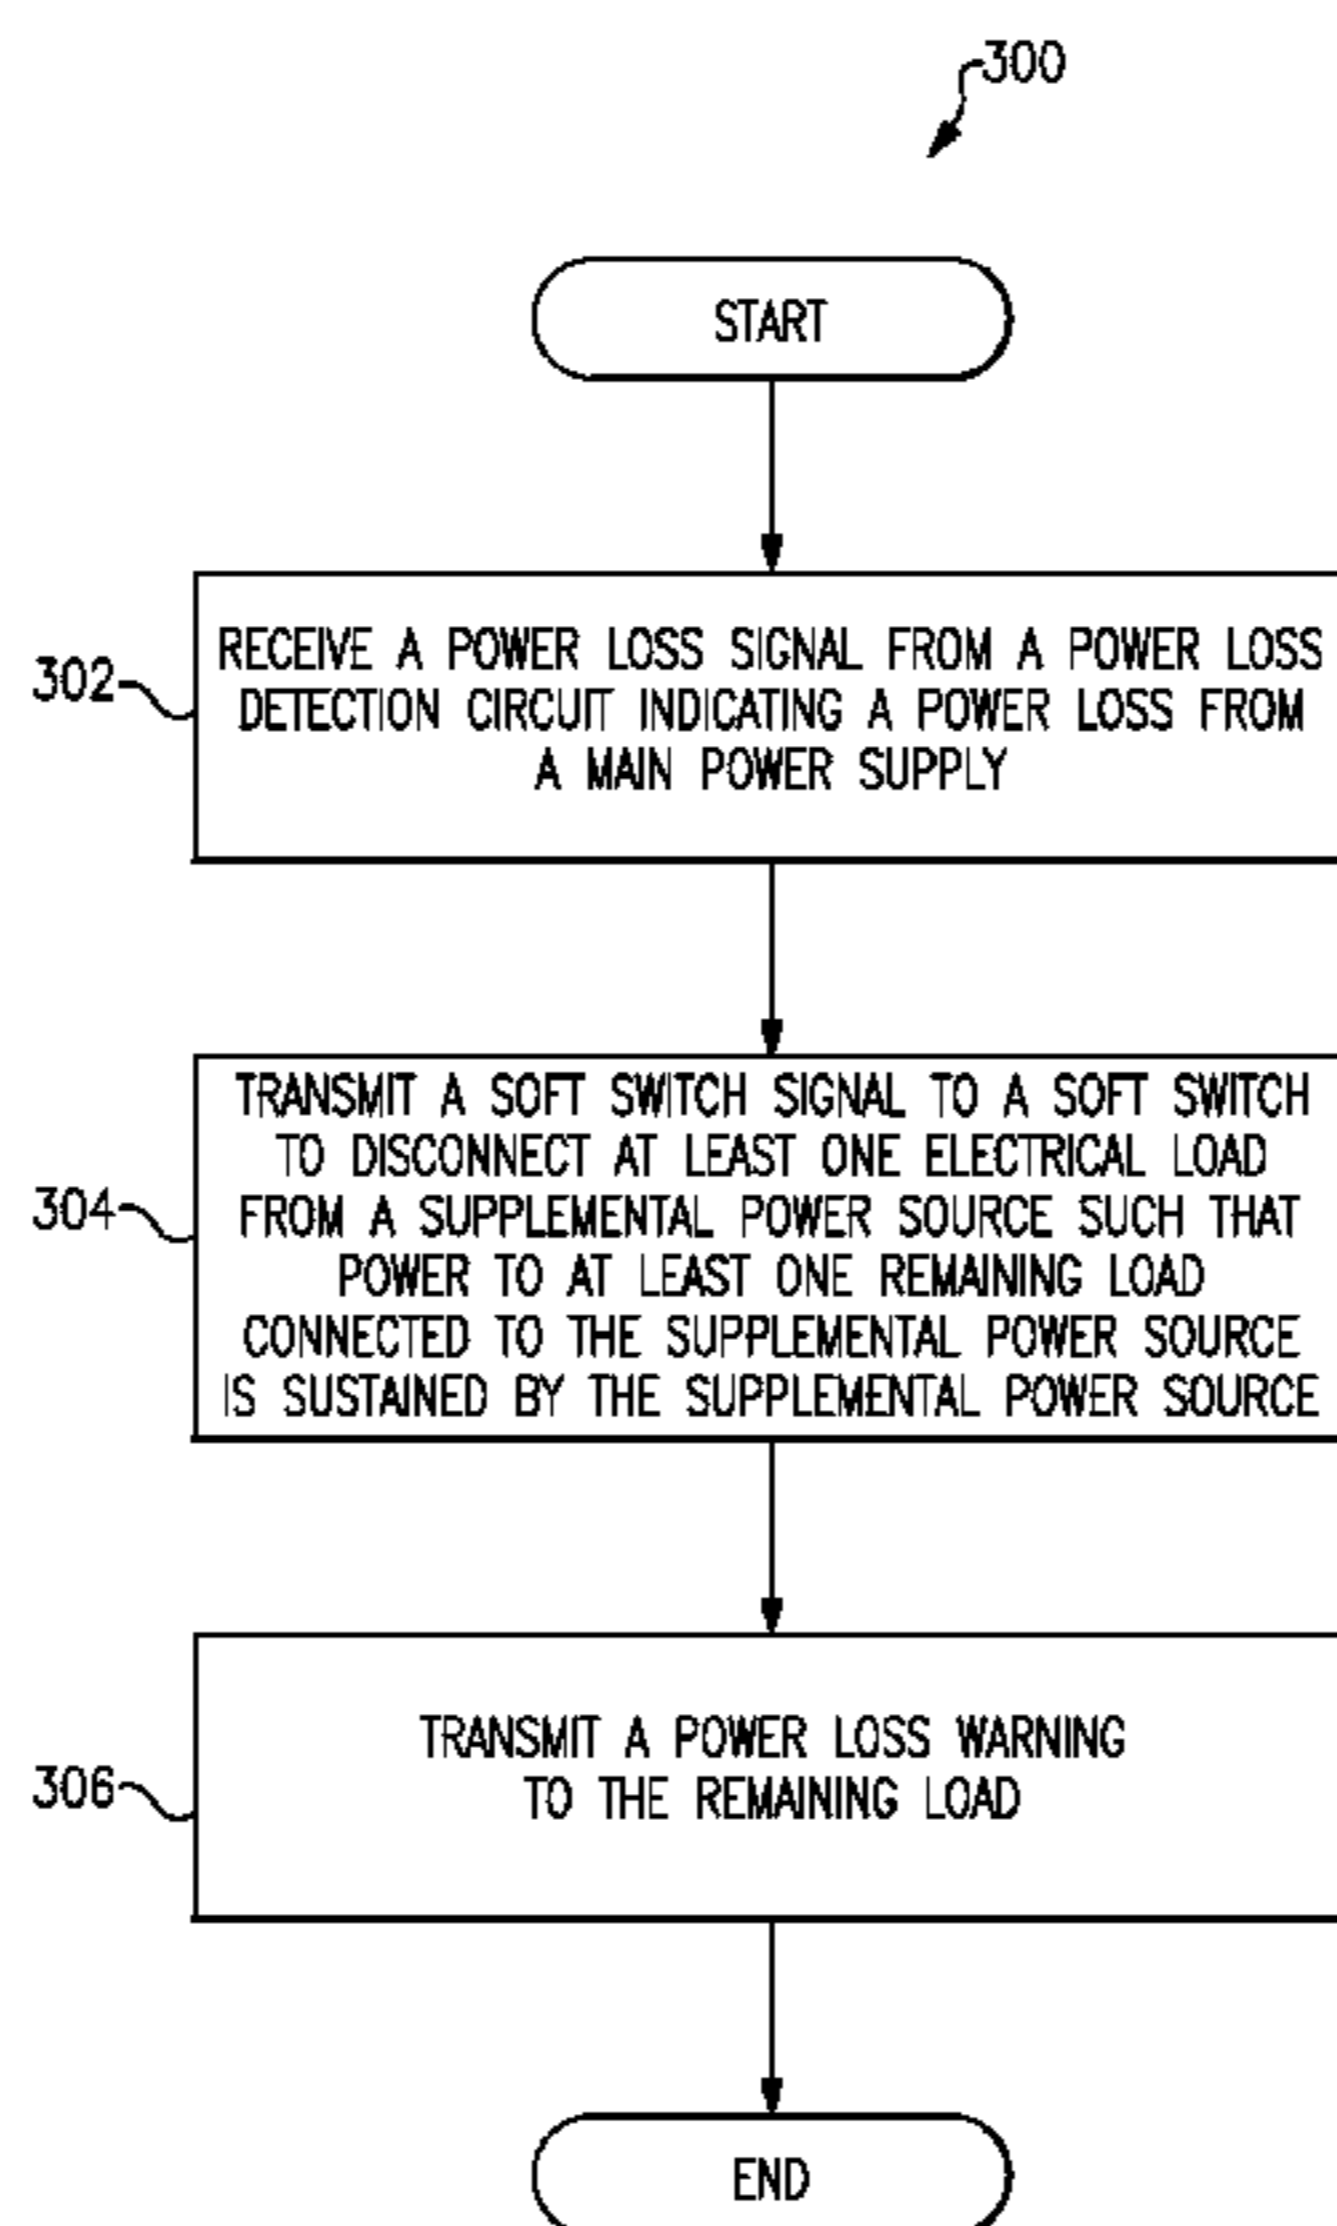 300
START
302
RECEIVE A POWER LOSS SIGNAL FROM A POWER LOSS
DETECTION CIRCUIT INDICATING A POWER LOSS FROM
A MAIN POWER SUPPLY
304
TRANSMIT A SOFT SWITCH SIGNAL TO A SOFT SWITCH
TO DISCONNECT AT LEAST ONE ELECTRICAL LOAD
FROM A SUPPLEMENTAL POWER SOURCE SUCH THAT
POWER TO AT LEAST ONE REMAINING LOAD
CONNECTED TO THE SUPPLEMENTAL POWER SOURCE
IS SUSTAINED BY THE SUPPLEMENTAL POWER SOURCE
306
TRANSMIT A POWER LOSS WARNING
TO THE REMAINING LOAD
END